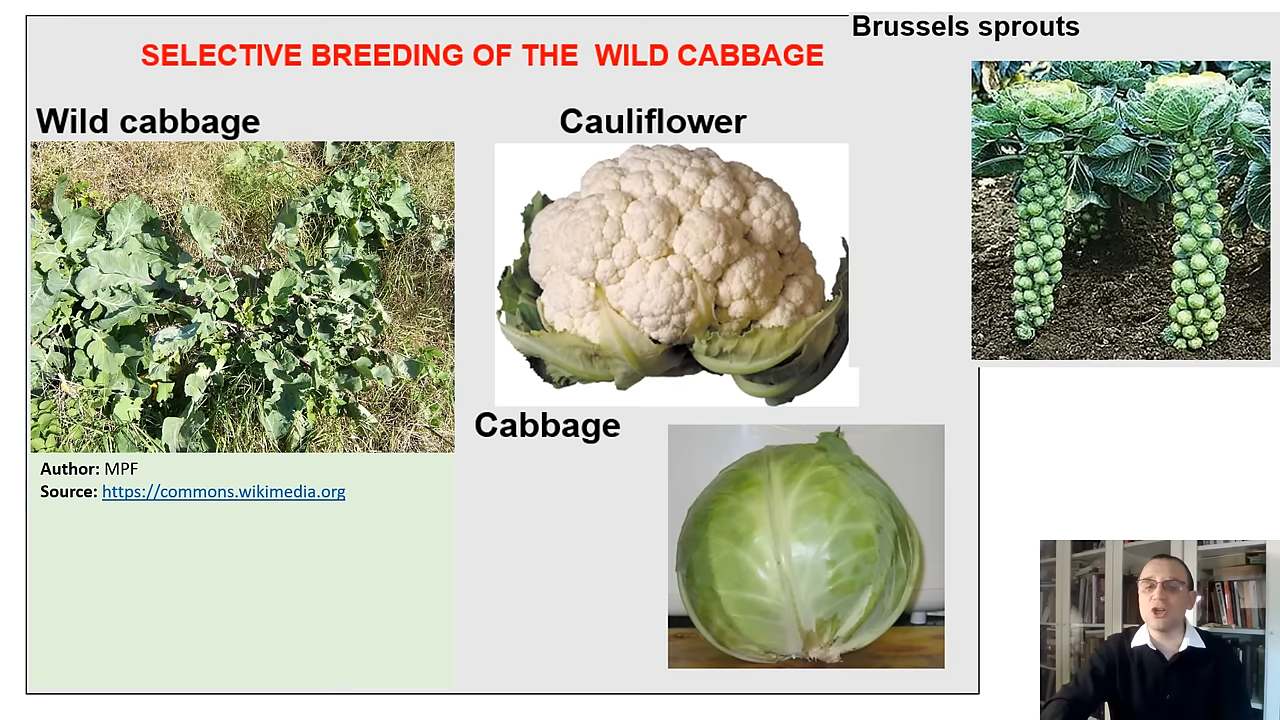 Brussels sprouts
SELECTIVE BREEDING OF THE WILD CABBAGE
Wild cabbage
Cauliflower
Cabbage
Author: MPF
Source: https://commons.wikimedia.org